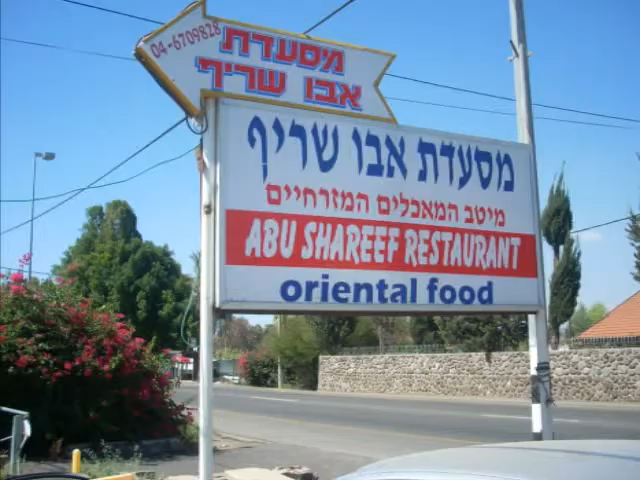 04-6709828
מסעדת
אבו שריף
מסעדת אבו שריף
מיטב המאכלים המזרחיים
ABU SHAREEF RESTAURANT
oriental food